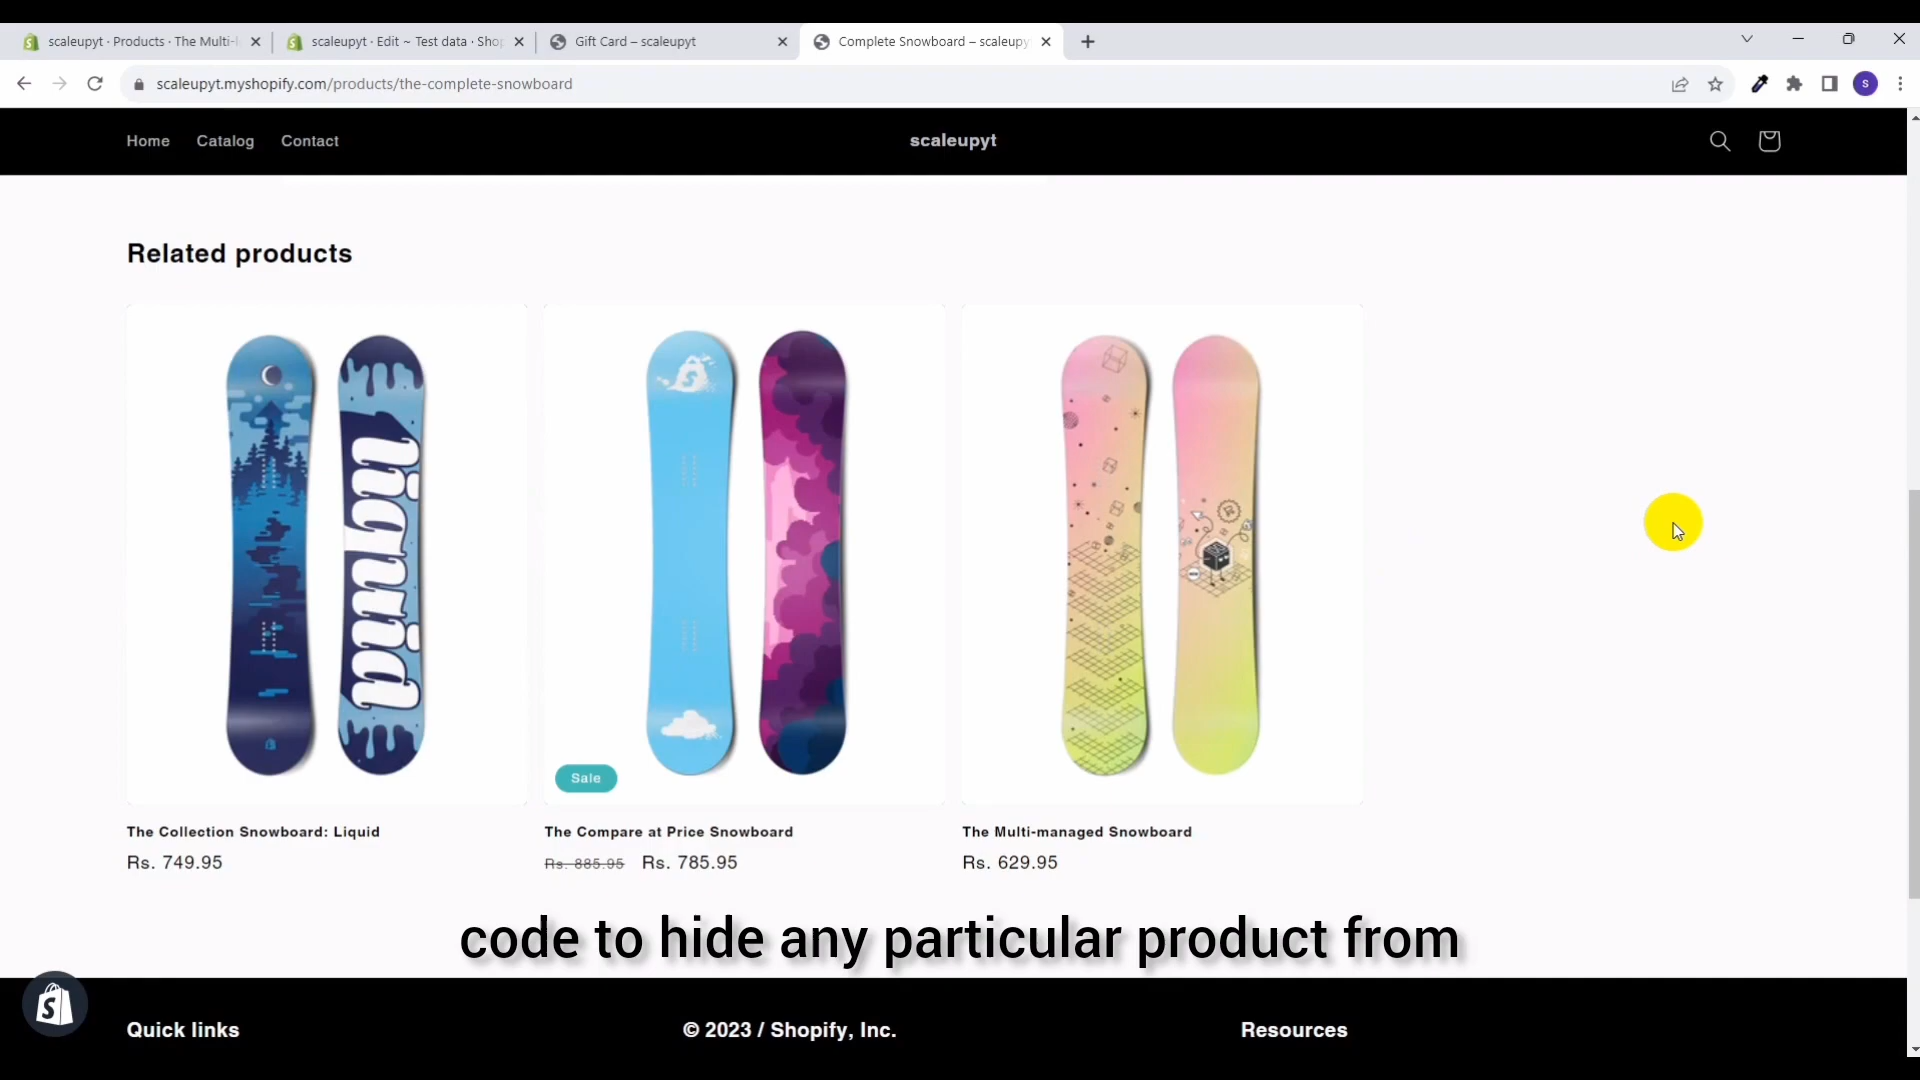 scaleupyt · Products · The Multi-
scaleupyt · Edit ~ Test data · Shop
Gift Card – scaleupyt
Complete Snowboard – scaleupy
scaleupyt.myshopify.com/products/the-complete-snowboard
S
Home
Catalog
Contact
scaleupyt
Related products
liquid
S
Sale
The Collection Snowboard: Liquid
Rs. 749.95
The Compare at Price Snowboard
Rs. 885.95 Rs. 785.95
The Multi-managed Snowboard
Rs. 629.95
code to hide any particular product from
S
Quick links
© 2023 / Shopify, Inc.
Resources